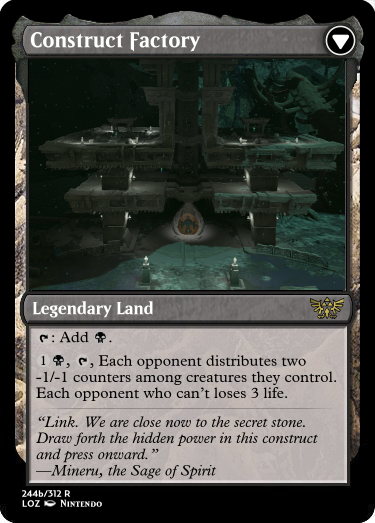 Construct Factory
Legendary Land
: Add .
1 , , Each opponent distributes two
-1/-1 counters among creatures they control.
Each opponent who can't loses 3 life.
“Link. We are close now to the secret stone.
Draw forth the hidden power in this construct
and press onward.”
—Mineru, the Sage of Spirit
244b/312 R
LOZ Nintendo